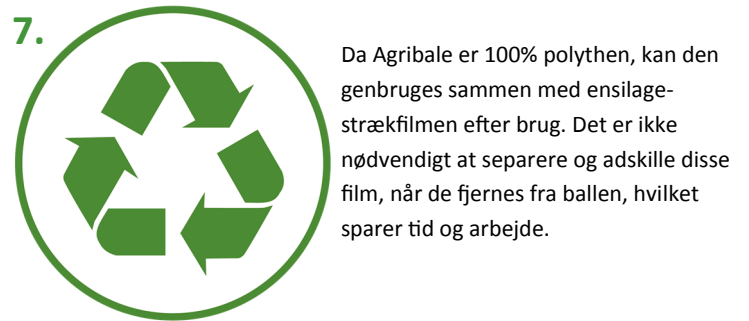 7.
Da Agribale er 100% polythen, kan den
genbruges sammen med ensilage-
strækfilmen efter brug. Det er ikke
nødvendigt at separere og adskille disse
film, når de fjernes fra ballen, hvilket
sparer tid og arbejde.